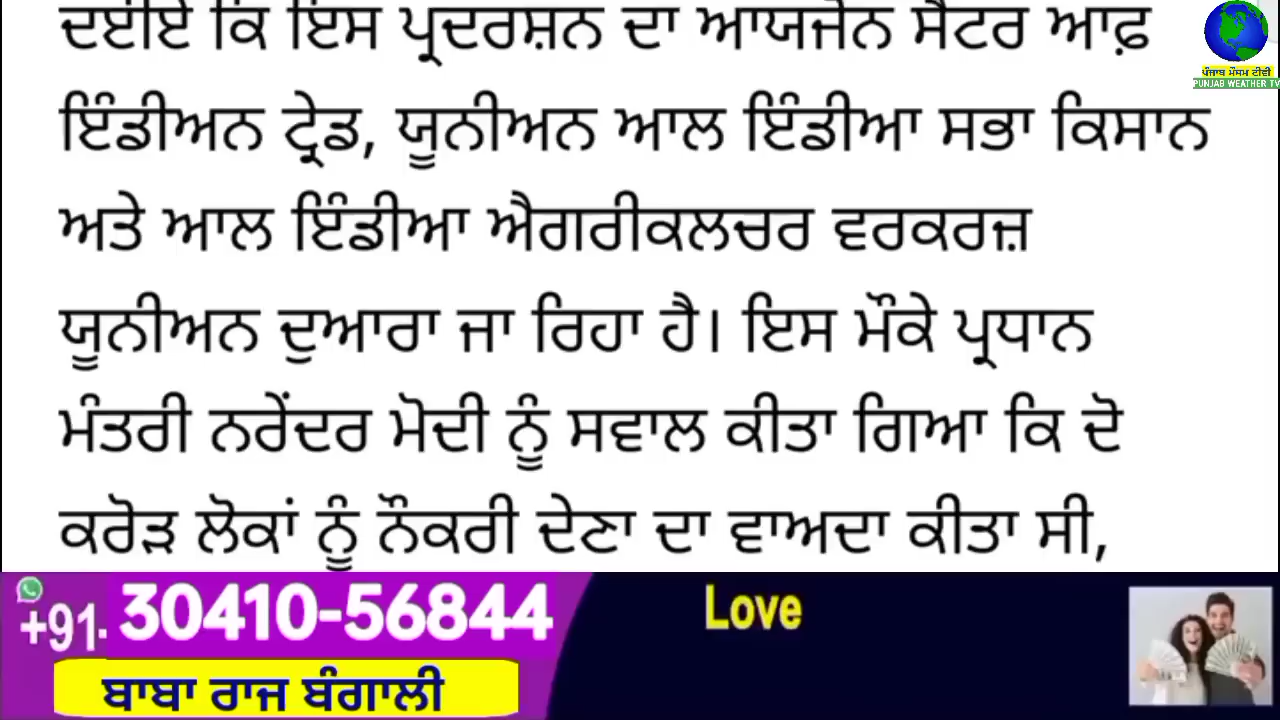 ਦਈਏ ਕਿ ਇਸ ਪ੍ਰਦਰਸ਼ਨ ਦਾ ਆਯੋਜਨ ਸੈਂਟਰ ਆਫ਼
ਇੰਡੀਅਨ ਟ੍ਰੇਡ, ਯੂਨੀਅਨ ਆਲ ਇੰਡੀਆ ਸਭਾ ਕਿਸਾਨ
ਅਤੇ ਆਲ ਇੰਡੀਆ ਐਗਰੀਕਲਚਰ ਵਰਕਰਜ਼
ਯੂਨੀਅਨ ਦੁਆਰਾ ਜਾ ਰਿਹਾ ਹੈ। ਇਸ ਮੌਕੇ ਪ੍ਰਧਾਨ
ਮੰਤਰੀ ਨਰੇਂਦਰ ਮੋਦੀ ਨੂੰ ਸਵਾਲ ਕੀਤਾ ਗਿਆ ਕਿ ਦੋ
ਕਰੋੜ ਲੋਕਾਂ ਨੂੰ ਨੌਕਰੀ ਦੇਣਾ ਦਾ ਵਾਅਦਾ ਕੀਤਾ ਸੀ,
ਪੰਜਾਬ ਮੌਸਮ ਟੀਵੀ
PUNJAB WEATHER TV
+91- 30410-56844
ਬਾਬਾ ਰਾਜ ਬੰਗਾਲੀ
Love